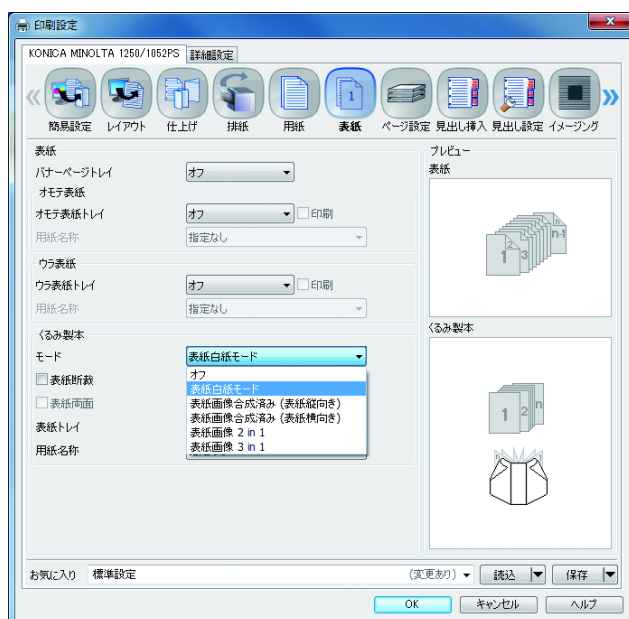 印刷設定
KONICA MINOLTA 1250/1052PS 詳細設定
簡易設定 レイアウト 仕上げ 排紙 用紙 表紙 ページ設定 見出し挿入 見出し設定 イメージング
表紙
バナーページトレイ オフ
オモテ表紙
オモテ表紙トレイ オフ 印刷
用紙名称 指定なし
ウラ表紙
ウラ表紙トレイ オフ 印刷
用紙名称 指定なし
くるみ製本
モード 表紙白紙モード
オフ
表紙白紙モード
表紙画像合成済み (表紙縦向き)
表紙画像合成済み (表紙横向き)
表紙画像 2 in 1
表紙画像 3 in 1
表紙断裁
表紙両面
表紙トレイ
用紙名称
プレビュー
表紙
1 2 3 n-1 n
くるみ製本
1 2 n
お気に入り 標準設定 (変更あり) 読込 保存
OK キャンセル ヘルプ